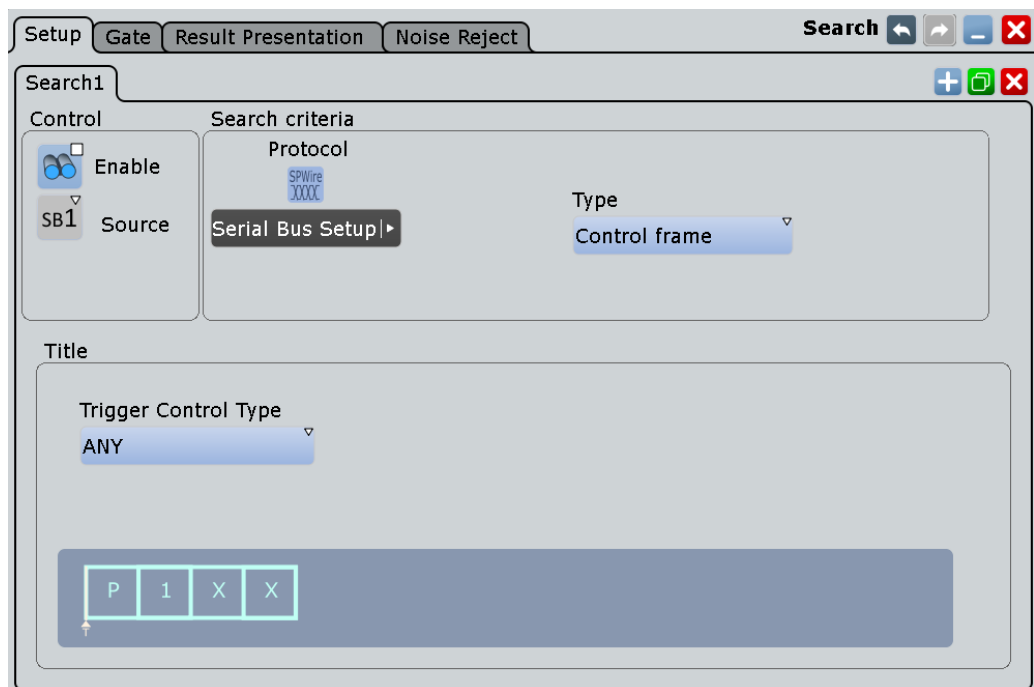 Setup Gate Result Presentation Noise Reject Search
Search1
Control Search criteria
Protocol
SPWire
XXXX
Enable
Type
SB1 Source Serial Bus Setup Control frame
Title
Trigger Control Type
ANY
P 1 X X